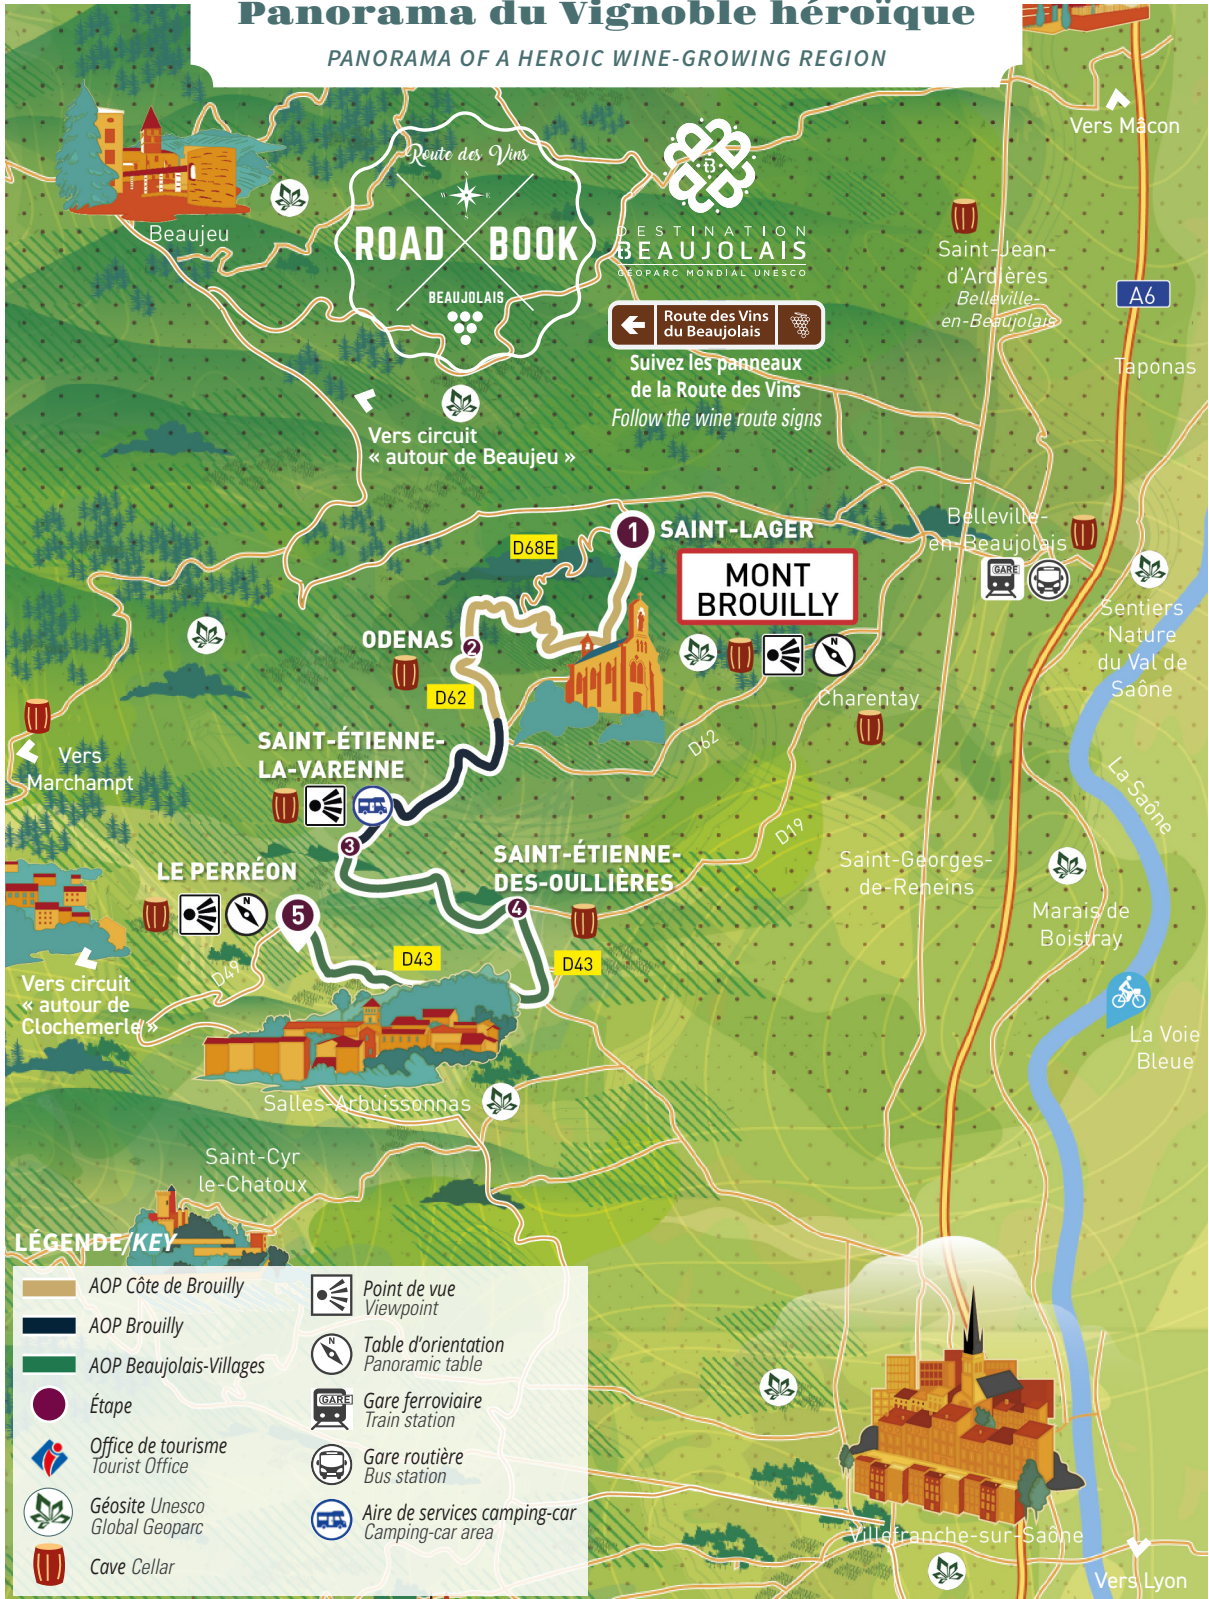 Panorama du Vignoble héroïque
PANORAMA OF A HEROIC WINE-GROWING REGION
Vers Mâcon
Route des Vins
N
E
ROAD BOOK
BEAUJOLAIS
B
DESTINATION
BEAUJOLAIS
GÉOPARC MONDIAL UNESCO
Beaujeu
Saint-Jean-
d'Ardières
Belleville-
en-Beaujolais
A6
Route des Vins
du Beaujolais
Suivez les panneaux
de la Route des Vins
Follow the wine route signs
Taponas
Vers circuit
« autour de Beaujeu »
1
SAINT-LAGER
D68E
MONT
BROUILLY
Belleville-
en-Beaujolais
GARE
Sentiers
Nature
du Val de
Saône
ODENAS
2
N
D62
Charentay
D62
Vers
Marchampt
SAINT-ÉTIENNE-
LA-VARENNE
La Saône
D19
3
SAINT-ÉTIENNE-
DES-OULLIÈRES
4
Saint-Georges-
de-Reneins
LE PERRÉON
N
5
Marais de
Boistray
D43
D43
D49
Vers circuit
« autour de
Clochemerle »
La Voie
Bleue
Salles-Arbuissonnas
Saint-Cyr
le-Chatoux
LÉGENDE/KEY
AOP Côte de Brouilly
AOP Brouilly
AOP Beaujolais-Villages
Étape
Office de tourisme
Tourist Office
Géosite Unesco
Global Geoparc
Cave Cellar
Point de vue
Viewpoint
N
Table d'orientation
Panoramic table
GARE
Gare ferroviaire
Train station
Gare routière
Bus station
Aire de services camping-car
Camping-car area
Villefranche-sur-Saône
Vers Lyon